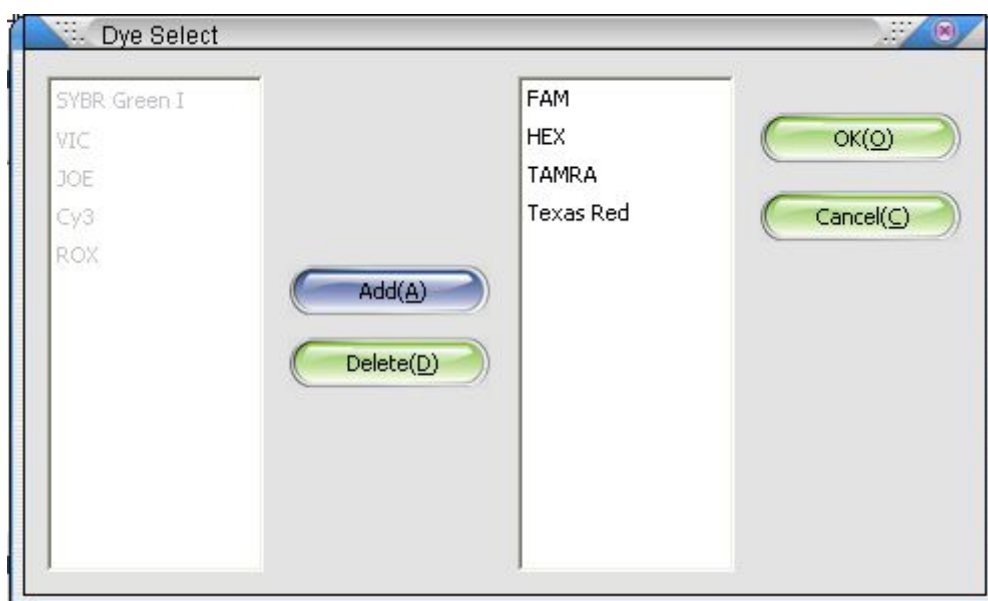 Dye Select
SYBR Green I
VIC
JOE
Cy3
ROX
Add(A)
Delete(D)
FAM
HEX
TAMRA
Texas Red
OK(O)
Cancel(C)